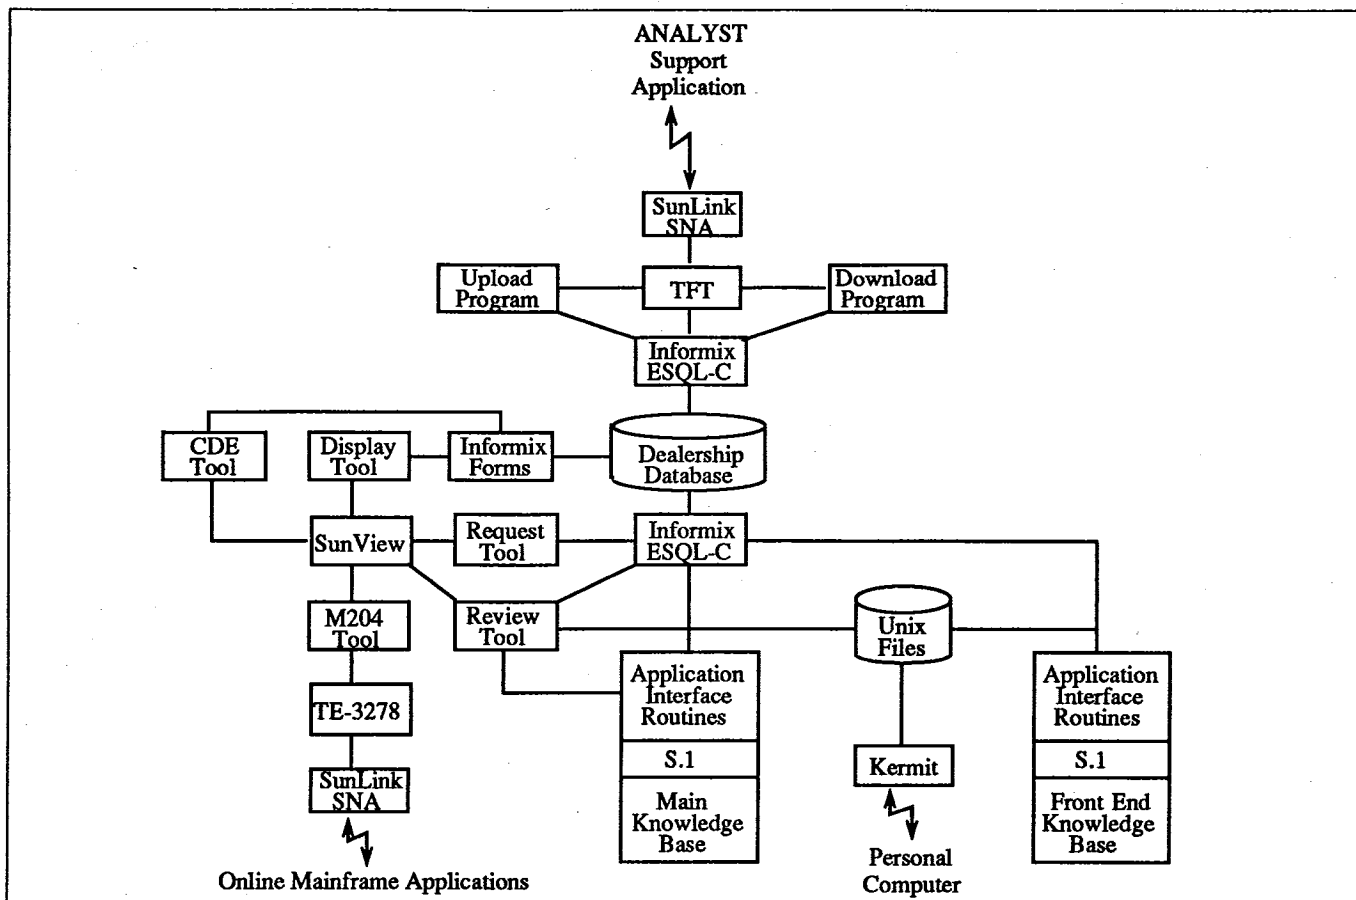 ANALYST
Support
Application
SunLink
SNA
Upload
Program
TFT
Download
Program
Informix
ESQL-C
CDE
Tool
Display
Tool
Informix
Forms
Dealership
Database
SunView
Request
Tool
Informix
ESQL-C
M204
Tool
Review
Tool
Unix
Files
Application
Interface
Routines
Application
Interface
Routines
TE-3278
S.1
Kermit
S.1
SunLink
SNA
Main
Knowledge
Base
Front End
Knowledge
Base
Online Mainframe Applications
Personal
Computer